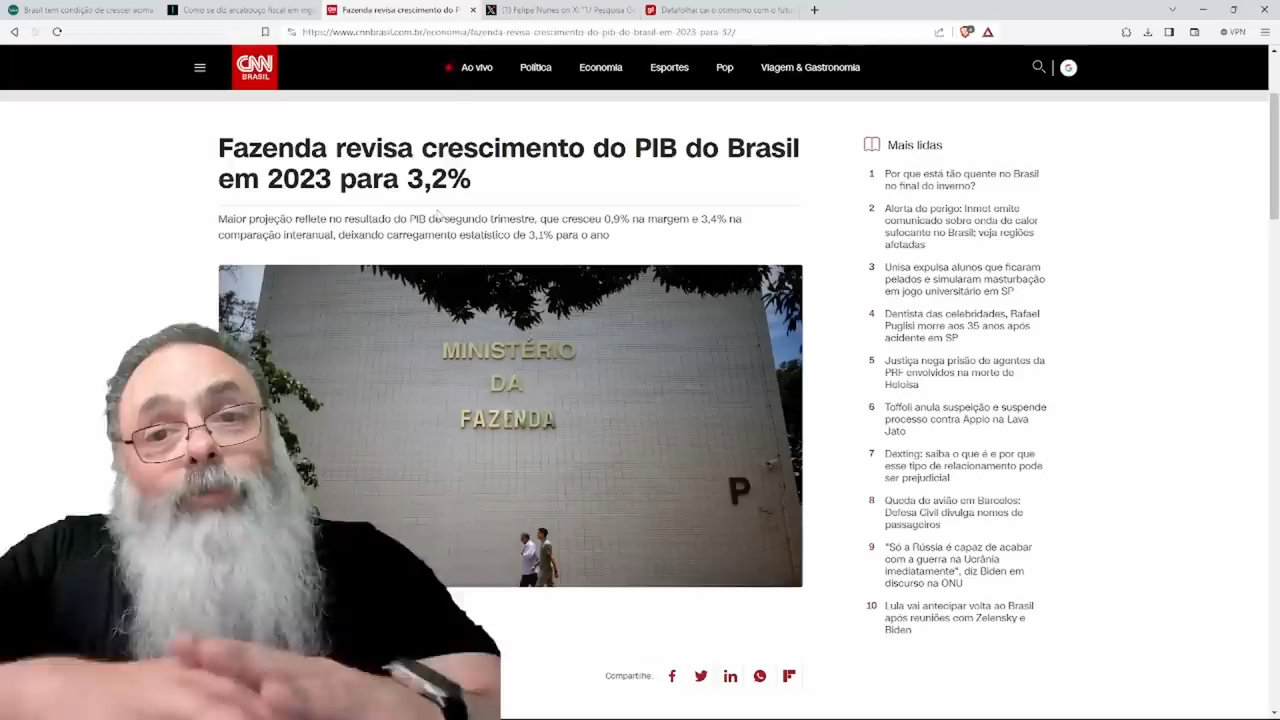 Brasil tem condição de crescer acima
Como se diz arcabouço fiscal em ingl
Fazenda revisa crescimento do P
(1) Felipe Nunes on X: "1/ Pesquisa Ge
Datafolha: cai o otimismo com o futu
https://www.cnnbrasil.com.br/economia/fazenda-revisa-crescimento-do-pib-do-brasil-em-2023-para-32/
VPN
CNN
BRASIL
Ao vivo
Política
Economia
Esportes
Pop
Viagem & Gastronomia
Fazenda revisa crescimento do PIB do Brasil
em 2023 para 3,2%
Maior projeção reflete no resultado do PIB do segundo trimestre, que cresceu 0,9% na margem e 3,4% na
comparação interanual, deixando carregamento estatístico de 3,1% para o ano
MINISTÉRIO
DA
FAZENDA
P
Compartilhe:
Mais lidas
1 Por que está tão quente no Brasil
no final do inverno?
2 Alerta de perigo: Inmet emite
comunicado sobre onda de calor
sufocante no Brasil; veja regiões
afetadas
3 Unisa expulsa alunos que ficaram
pelados e simularam masturbação
em jogo universitário em SP
4 Dentista das celebridades, Rafael
Puglisi morre aos 35 anos após
acidente em SP
5 Justiça nega prisão de agentes da
PRF envolvidos na morte de
Heloísa
6 Toffoli anula suspeição e suspende
processo contra Appio na Lava
Jato
7 Dexting: saiba o que é e por que
esse tipo de relacionamento pode
ser prejudicial
8 Queda de avião em Barcelos:
Defesa Civil divulga nomes de
passageiros
9 "Só a Rússia é capaz de acabar
com a guerra na Ucrânia
imediatamente", diz Biden em
discurso na ONU
10 Lula vai antecipar volta ao Brasil
após reuniões com Zelensky e
Biden